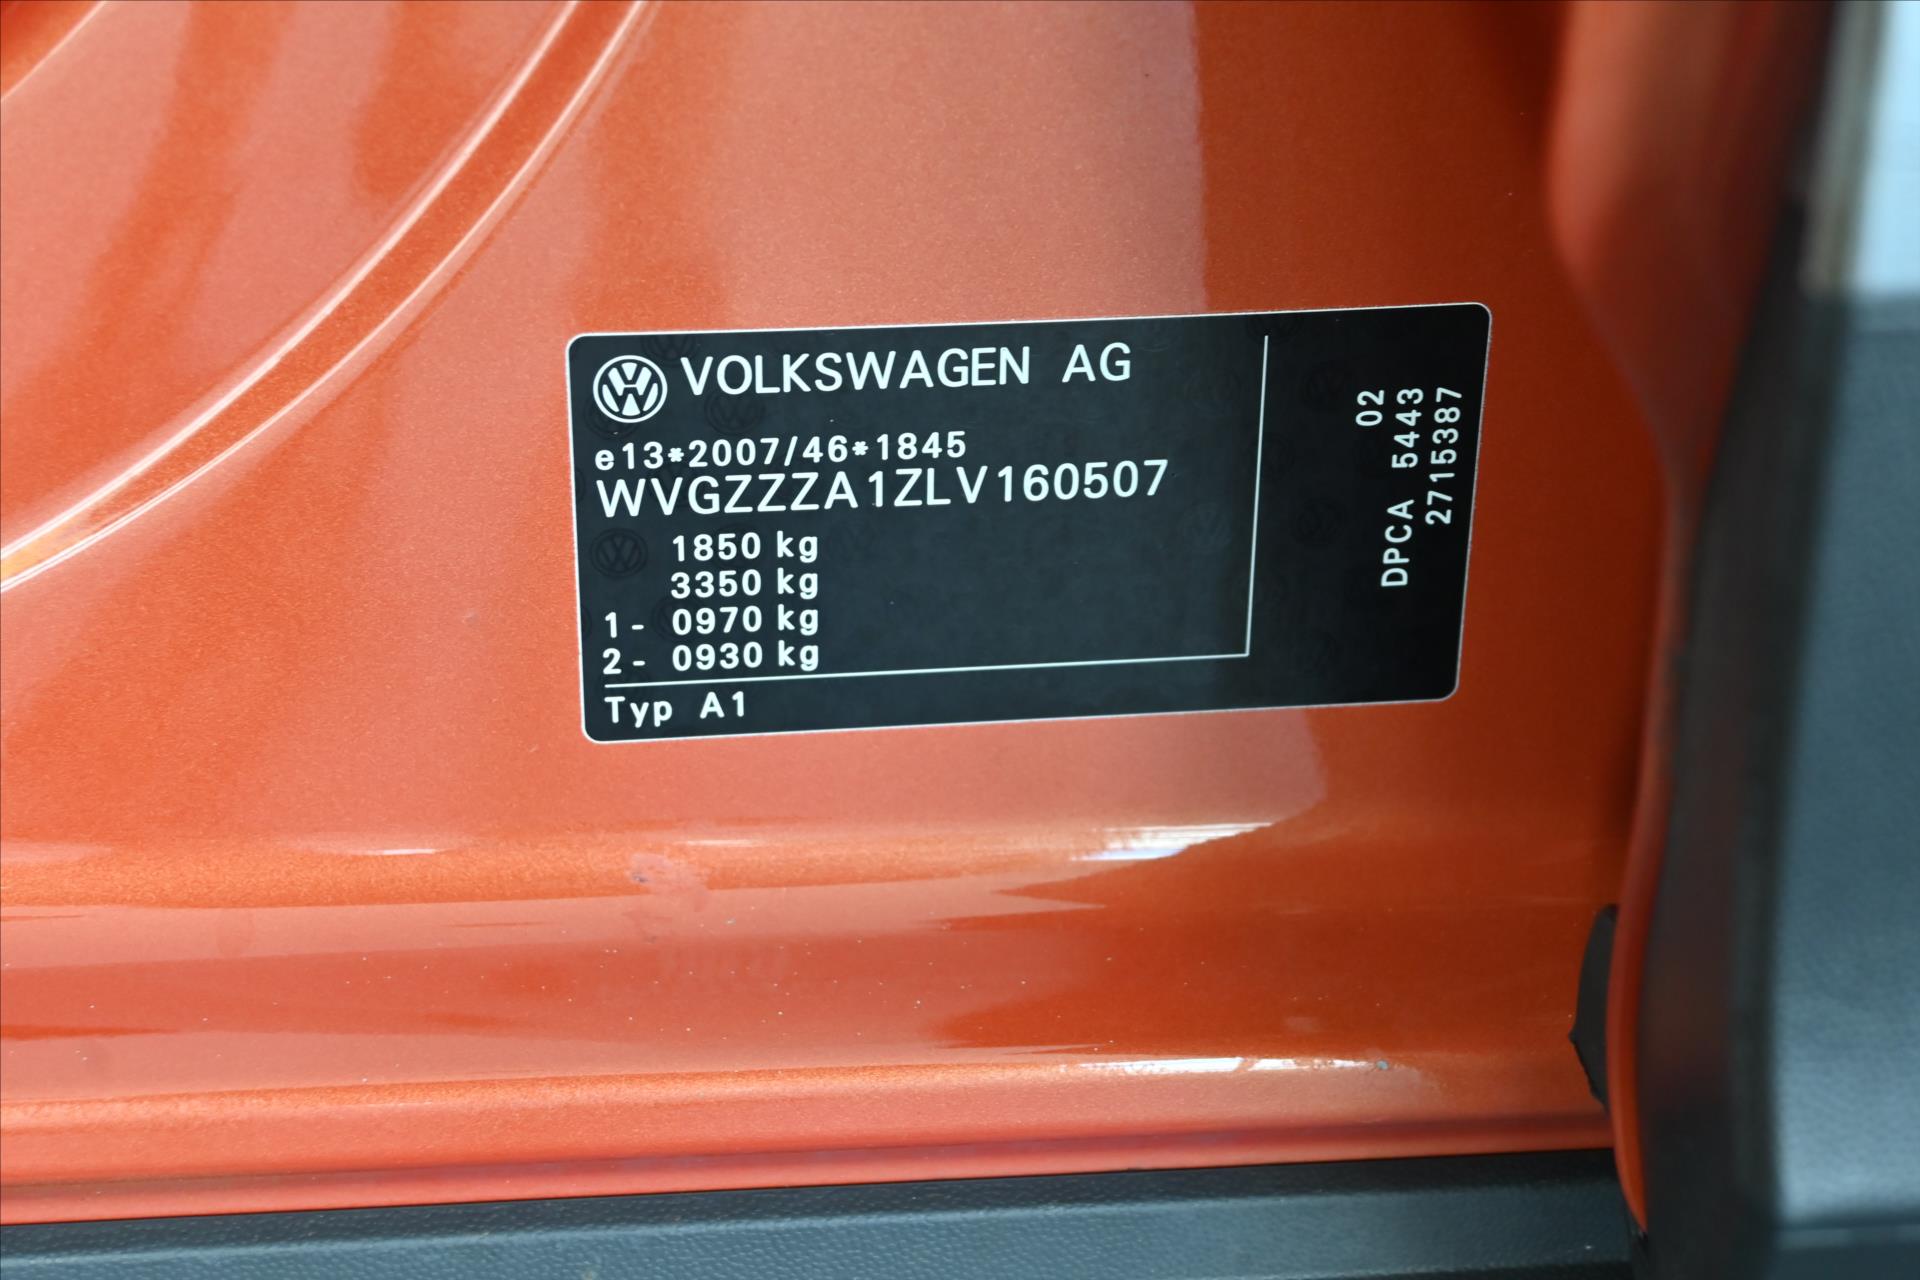 VOLKSWAGEN AG
e13*2007/46*1845
WVGZZZA1ZLV160507
1850 kg
3350 kg
1- 0970 kg
2- 0930 kg
Typ A1
02
DPCA 5443
2715387